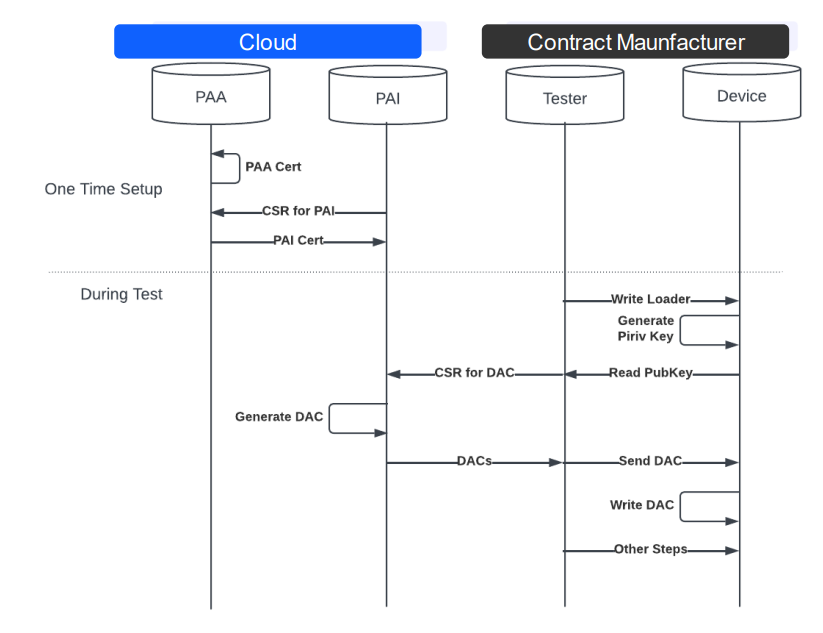 Cloud
Contract Maunfacturer
PAA
PAI
Tester
Device
PAA Cert
One Time Setup
CSR for PAI
PAI Cert
During Test
Write Loader
Generate
Piriv Key
CSR for DAC
Read PubKey
Generate DAC
DACs
Send DAC
Write DAC
Other Steps